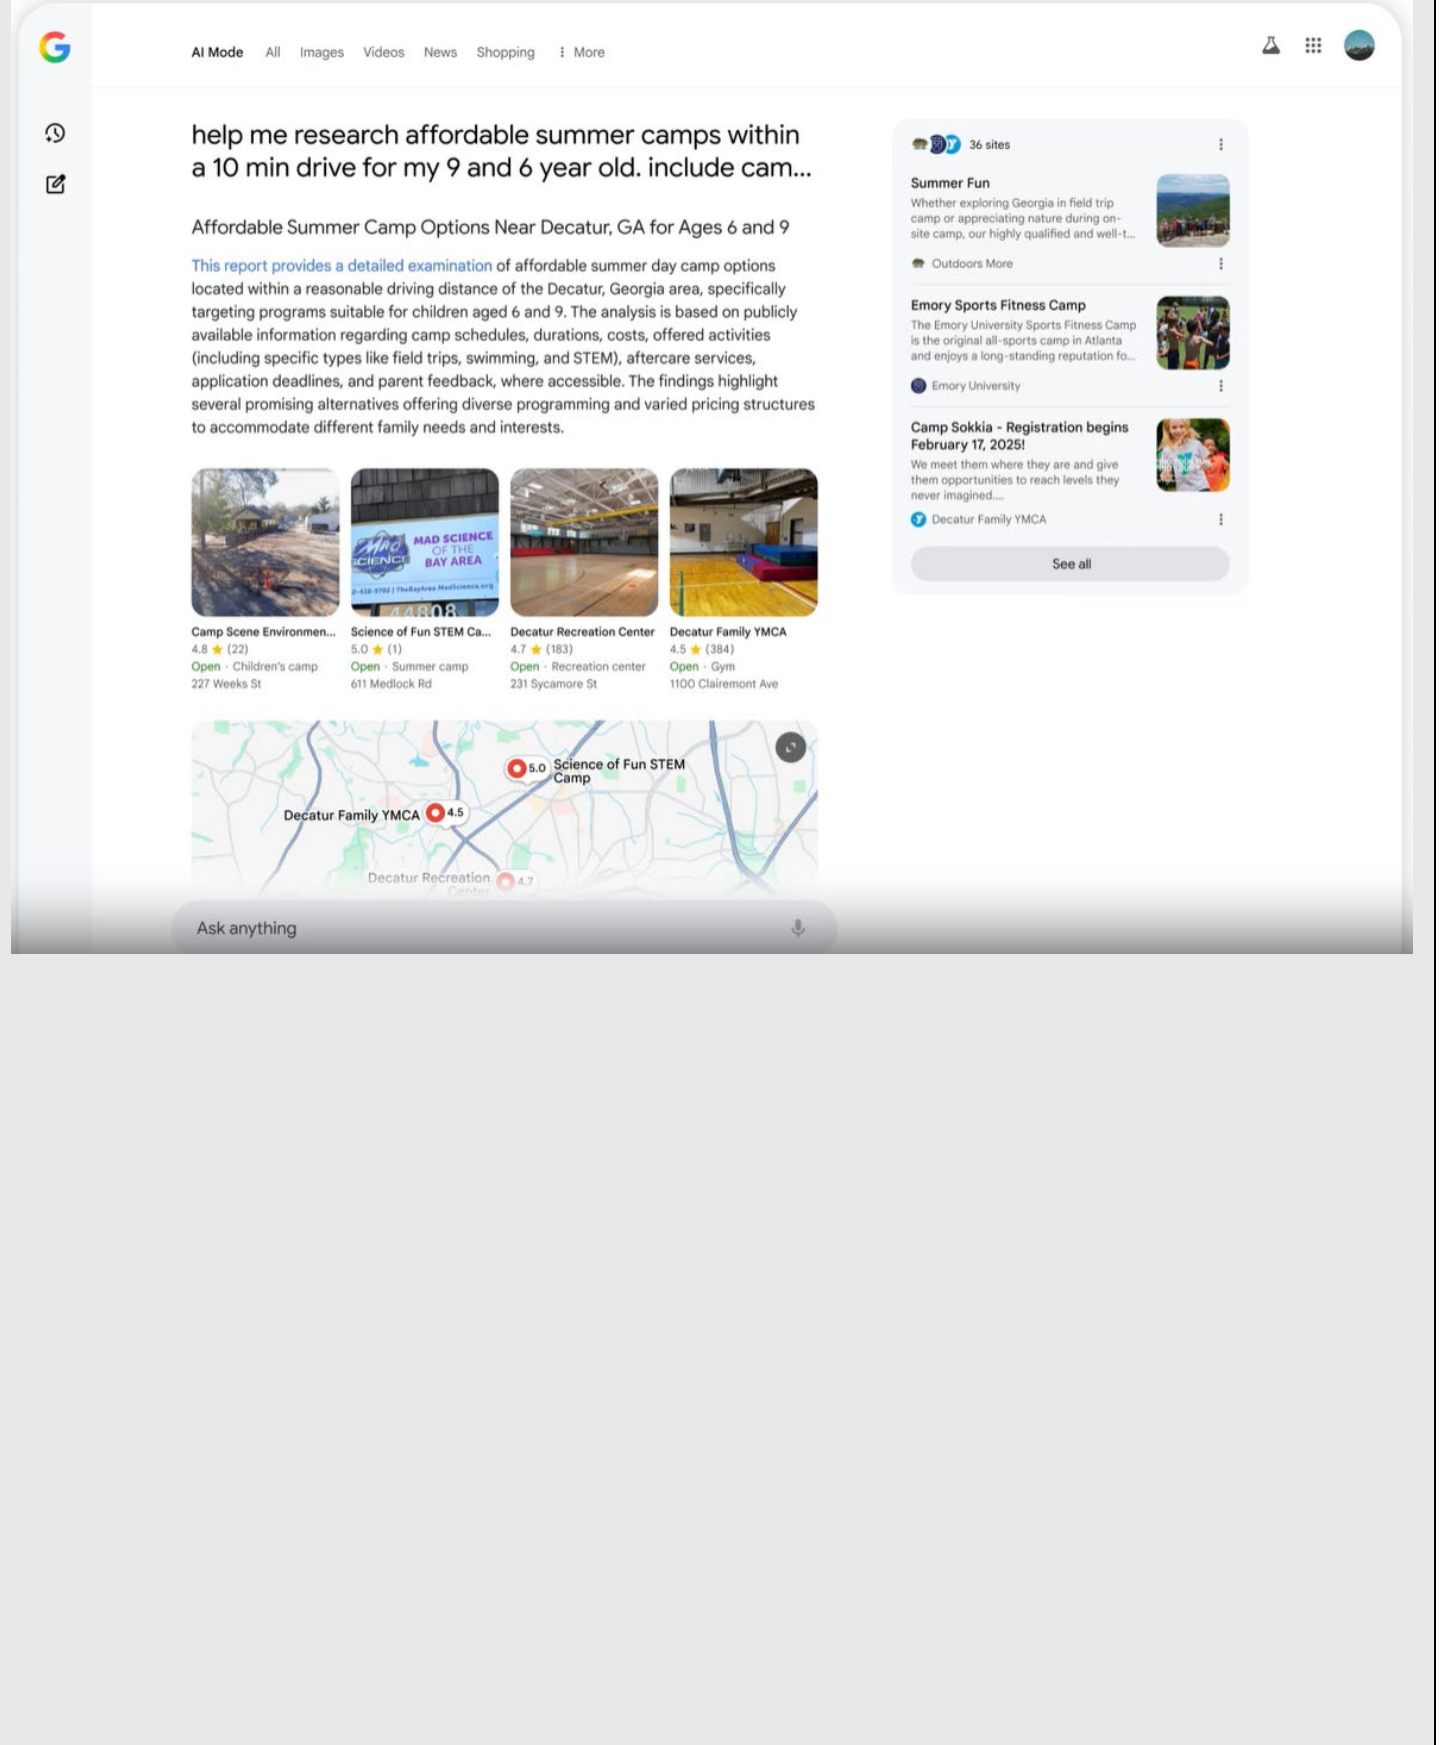 AI Mode All Images Videos News Shopping More
help me research affordable summer camps within
a 10 min drive for my 9 and 6 year old. include cam...
Affordable Summer Camp Options Near Decatur, GA for Ages 6 and 9
This report provides a detailed examination of affordable summer day camp options
located within a reasonable driving distance of the Decatur, Georgia area, specifically
targeting programs suitable for children aged 6 and 9. The analysis is based on publicly
available information regarding camp schedules, durations, costs, offered activities
(including specific types like field trips, swimming, and STEM), aftercare services,
application deadlines, and parent feedback, where accessible. The findings highlight
several promising alternatives offering diverse programming and varied pricing structures
to accommodate different family needs and interests.
MAD SCIENCE
OF THE
BAY AREA
44808
Camp Scene Environmen...
4.8 ★ (22)
Open · Children's camp
227 Weeks St
Science of Fun STEM Ca...
5.0 ★ (1)
Open · Summer camp
611 Medlock Rd
Decatur Recreation Center
4.7 ★ (183)
Open · Recreation center
231 Sycamore St
Decatur Family YMCA
4.5 ★ (384)
Open · Gym
1100 Clairemont Ave
5.0 Science of Fun STEM
Camp
Decatur Family YMCA 4.5
Decatur Recreation 4.7
Center
Ask anything
36 sites
Summer Fun
Whether exploring Georgia in field trip
camp or appreciating nature during on-
site camp, our highly qualified and well-t...
Outdoors More
Emory Sports Fitness Camp
The Emory University Sports Fitness Camp
is the original all-sports camp in Atlanta
and enjoys a long-standing reputation fo...
Emory University
Camp Sokkia - Registration begins
February 17, 2025!
We meet them where they are and give
them opportunities to reach levels they
never imagined....
Decatur Family YMCA
See all